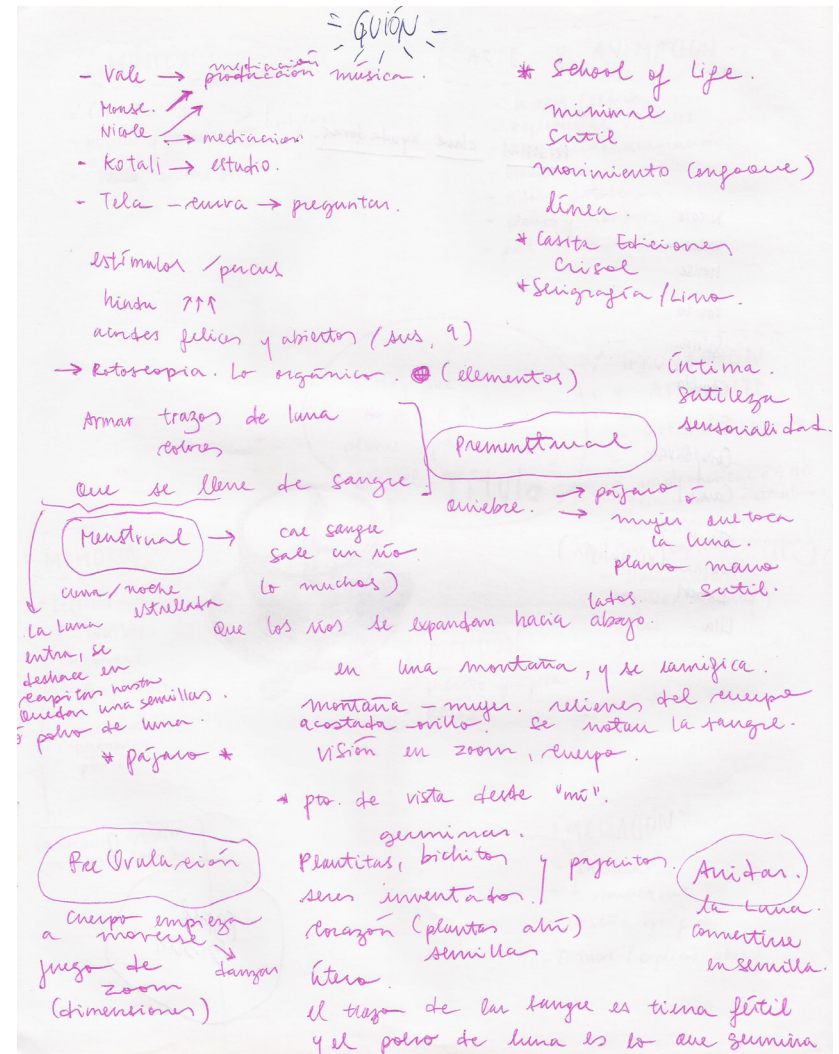 = GUIÓN -
- Vale → mediación producción música.
Monse.
Nicole → mediación
- Kotali → estudio.
- Tela - curva → preguntar.
* School of Life.
minimal
sutil
movimiento (enfoque)
línea.
* Casita Ediciones
Crisol
* Serigrafía / Lino.
estímulos / percus
hindu ↑↑↑
acordes felices y abiertos (sus, 9)
→ Rotoscopia. Lo orgánico. (elementos)
íntima.
sutileza
sensorialidad.
Armar trazos de luna
colores
que se llene de sangre.
Premenstrual
quiebre. → pájaro
→ mujer que toca
la luna.
plano mano
sutil.
Menstrual → cae sangre
sale un río
(o muchos)
cuna / noche
estrellada
La luna
entra, se
deshace en
capitas hasta
quedan una semillas.
o polvo de luna.
* pájaro *
Que los ríos se expandan hacia lados abajo.
en una montaña, y se ramifica.
montaña - mujer. relieves del cuerpo
acostada - ovillo. se notan la sangre.
visión en zoom, cuerpo.
* pto. de vista desde "mí".
germinar.
Pre Ovulación
Cuerpo empieza
a moverse
↘ danzar
juego de
zoom
(dimensiones)
Plantitas, bichitos y pajaritos.
seres inventados.
corazón (plantas ahí)
semillas
útero.
el trazo de la sangre es tierra fértil
y el polvo de luna es lo que germina
Anidar.
la luna.
convertirse
en semilla.